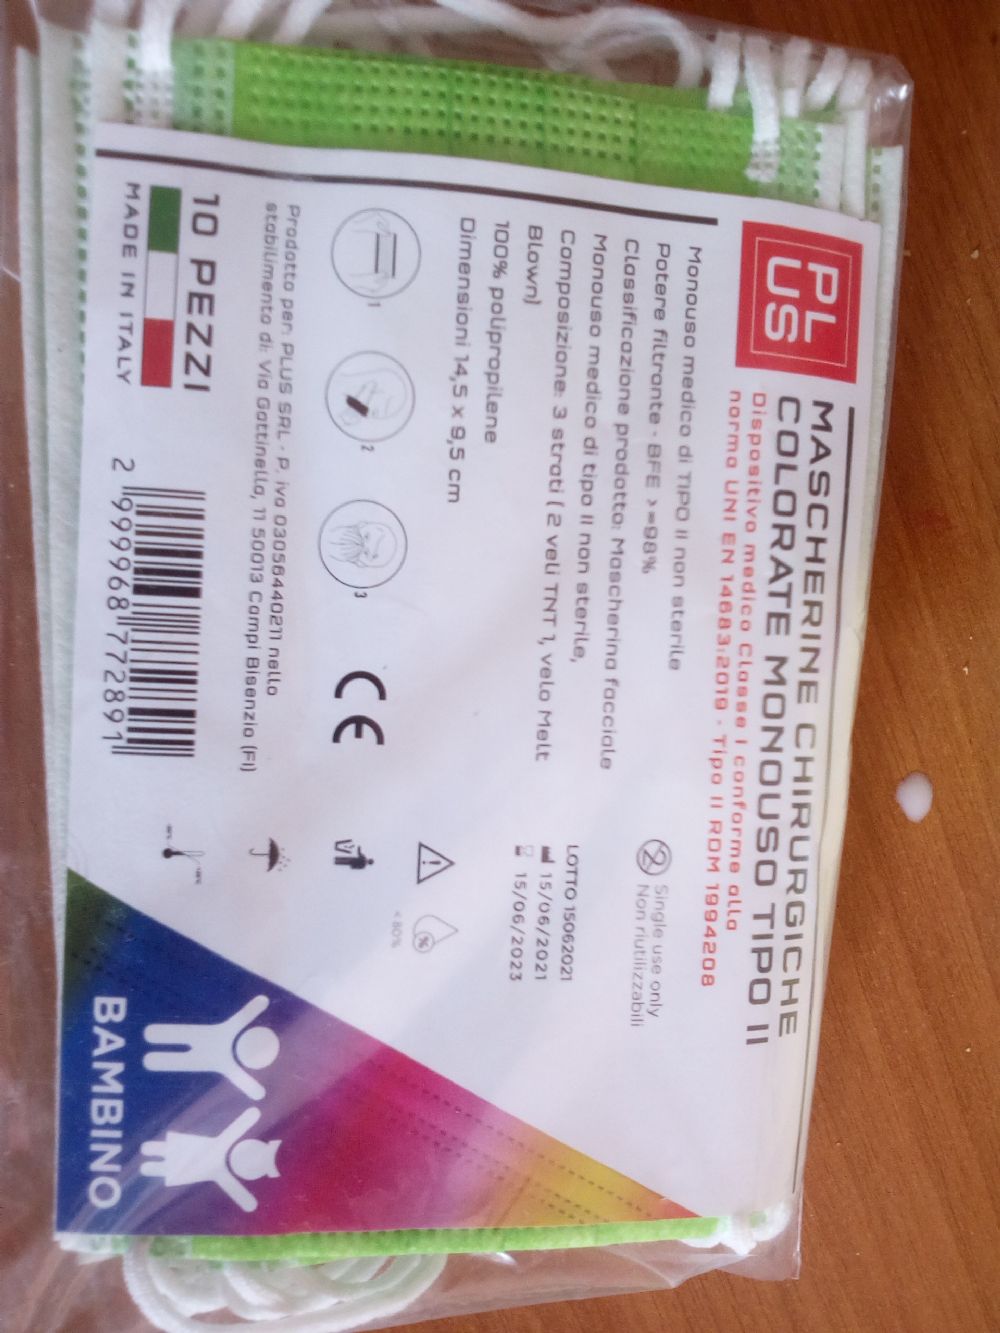 PL
US
MASCHERINE CHIRURGICHE
COLORATE MONOUSO TIPO II
Dispositivo medico Classe I conforme alla
norma UNI EN 14683:2019 - Tipo II RDM 1994208
Monouso medico di TIPO II non sterile
Potere filtrante - BFE >=98%
Classificazione prodotto: Mascherina facciale
Monouso medico di tipo II non sterile,
Composizione: 3 strati ( 2 veli TNT 1, velo Melt
Blown)
100% polipropilene
Dimensioni 14,5 x 9,5 cm
Single use only
Non riutilizzabili
LOTTO 15062021
15/06/2021
15/06/2023
1
2
3
CE
%
< 80%
Prodotto per: PLUS SRL - P. iva 03056440211 nello
stabilimento di: Via Gattinella, 11 50013 Campi Bisenzio (FI)
10 PEZZI
MADE IN ITALY
2 999968 772891
BAMBINO